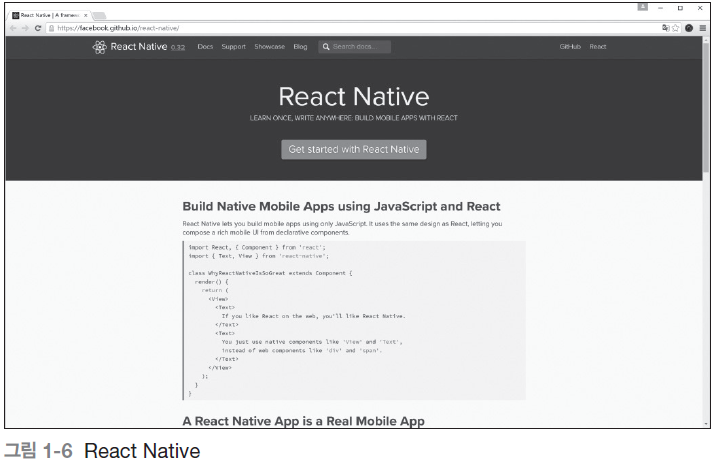 React Native | A framew
https://facebook.github.io/react-native/
React Native 0.32 Docs Support Showcase Blog Search docs... GitHub React
React Native
LEARN ONCE, WRITE ANYWHERE: BUILD MOBILE APPS WITH REACT
Get started with React Native
Build Native Mobile Apps using JavaScript and React
React Native lets you build mobile apps using only JavaScript. It uses the same design as React, letting you
compose a rich mobile UI from declarative components.
import React, { Component } from 'react';
import { Text, View } from 'react-native';
class WhyReactNativeIsSoGreat extends Component {
render() {
return (
<View>
<Text>
If you like React on the web, you'll like React Native.
</Text>
<Text>
You just use native components like 'View' and 'Text',
instead of web components like 'div' and 'span'.
</Text>
</View>
);
}
}
A React Native App is a Real Mobile App
그림 1-6 React Native